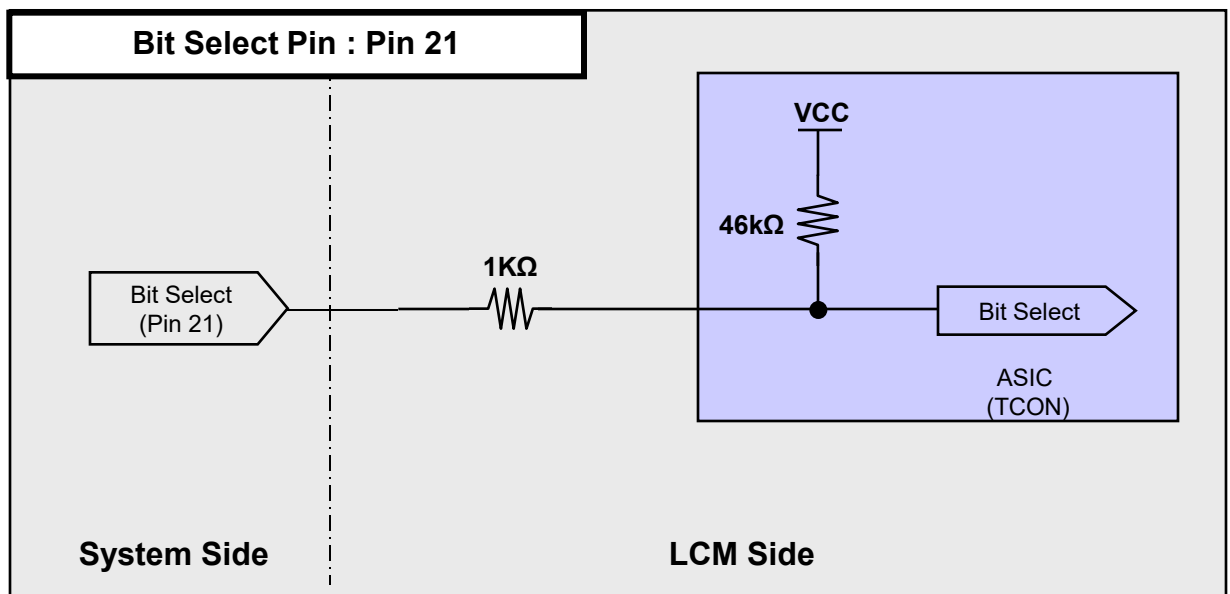 Bit Select Pin : Pin 21
VCC
46kΩ
1KΩ
Bit Select
(Pin 21)
Bit Select
ASIC
(TCON)
System Side
LCM Side